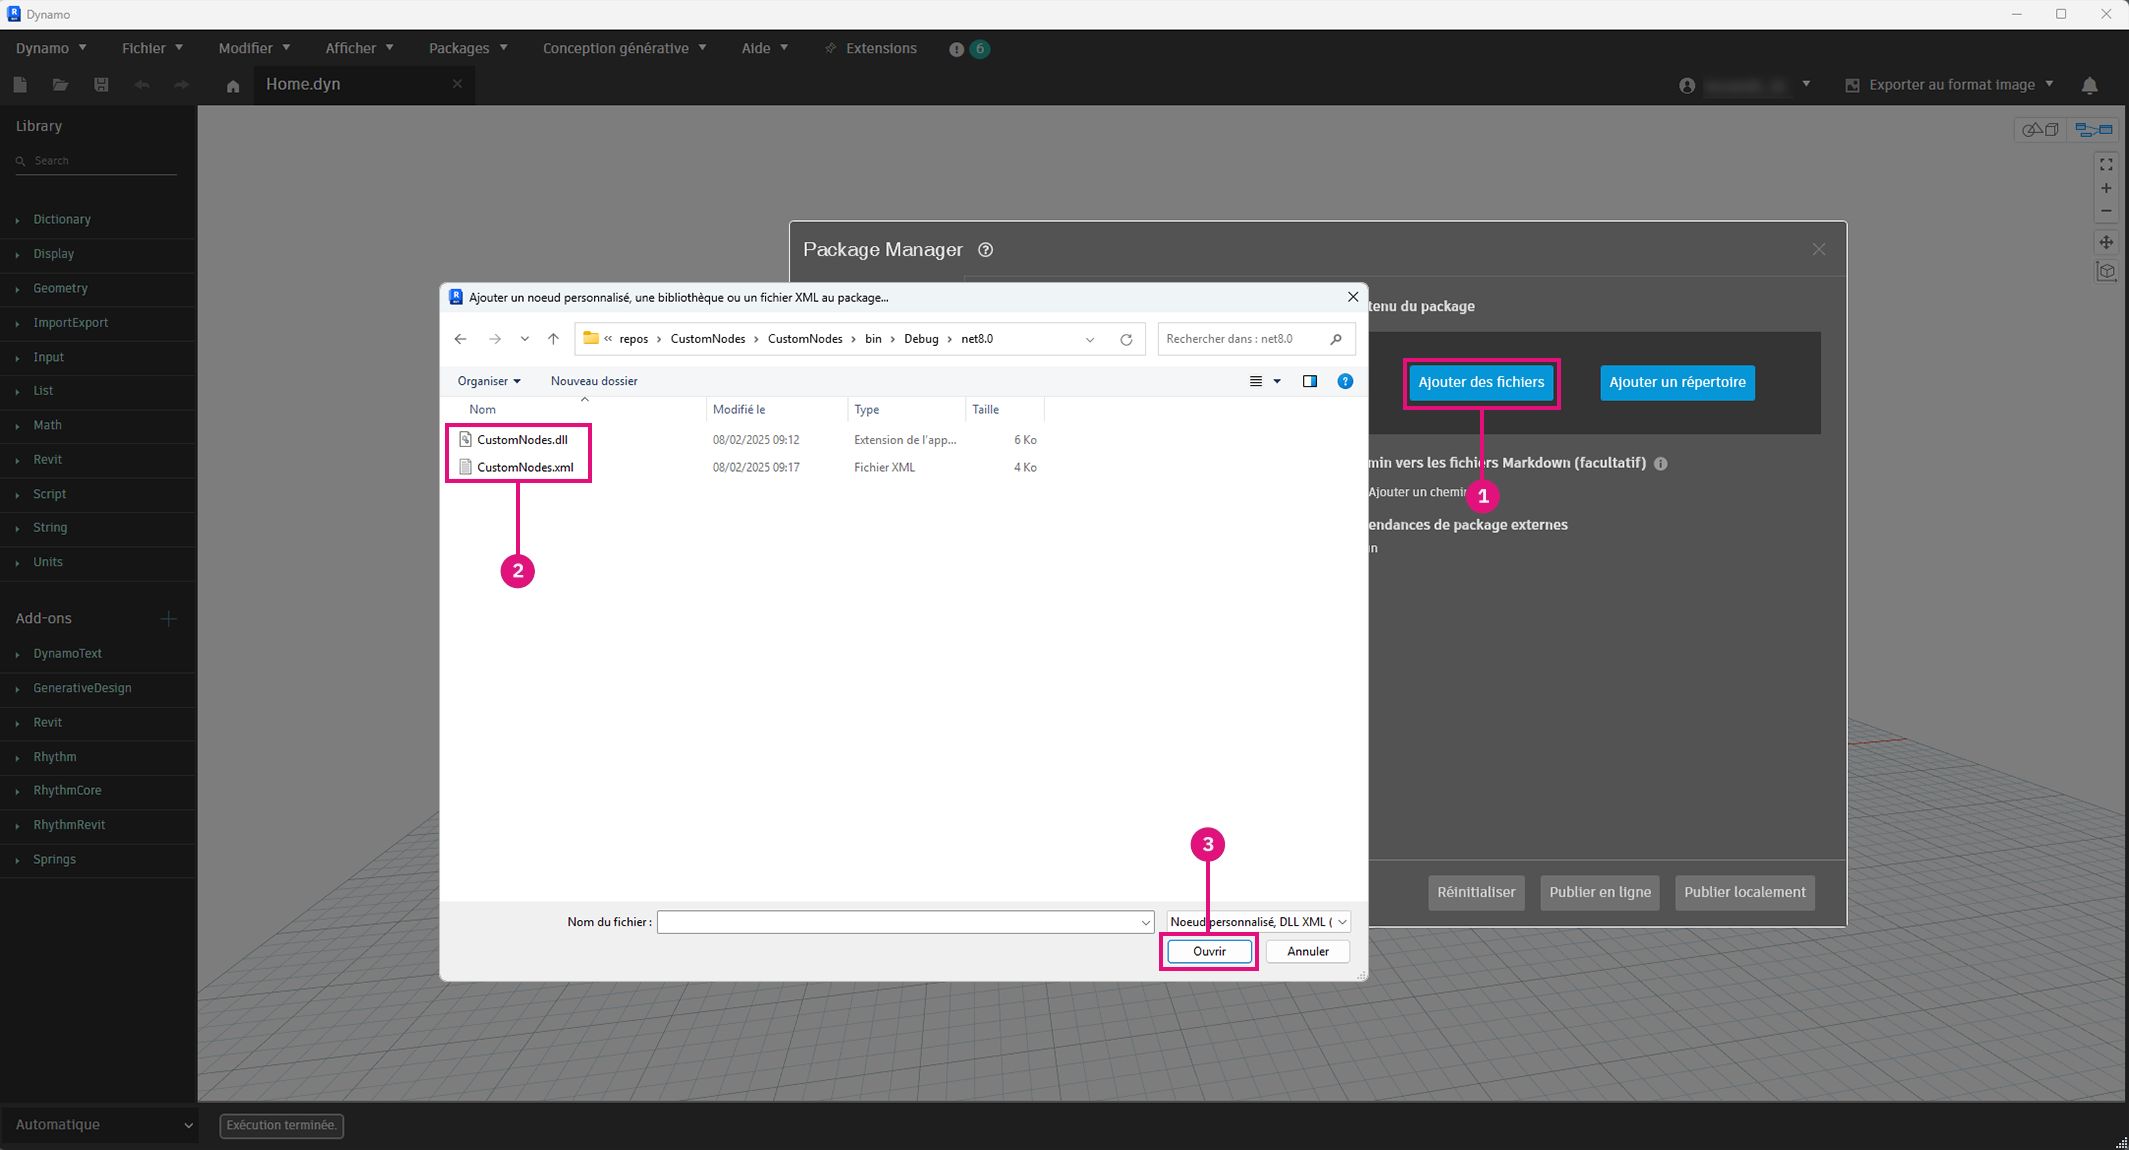 Dynamo
Dynamo Fichier Modifier Afficher Packages Conception générative Aide Extensions ! 6
Home.dyn
Exporter au format image
Library
Search
Dictionary
Display
Geometry
ImportExport
Input
List
Math
Revit
Script
String
Units
Add-ons
DynamoText
GenerativeDesign
Revit
Rhythm
RhythmCore
RhythmRevit
Springs
Package Manager ?
tenu du package
Ajouter des fichiers Ajouter un répertoire
min vers les fichiers Markdown (facultatif) i
Ajouter un chemin
1
endances de package externes
un
Réinitialiser Publier en ligne Publier localement
Ajouter un noeud personnalisé, une bibliothèque ou un fichier XML au package...
« repos › CustomNodes › CustomNodes › bin › Debug › net8.0
Rechercher dans : net8.0
Organiser Nouveau dossier ?
Nom Modifié le Type Taille
CustomNodes.dll 08/02/2025 09:12 Extension de l'app... 6 Ko
CustomNodes.xml 08/02/2025 09:17 Fichier XML 4 Ko
2
3
Nom du fichier : Noeud personnalisé, DLL XML (
Ouvrir Annuler
Automatique Exécution terminée.